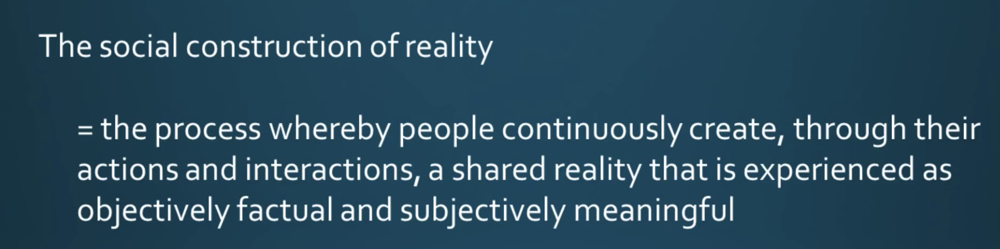 The social construction of reality
= the process whereby people continuously create, through their
actions and interactions, a shared reality that is experienced as
objectively factual and subjectively meaningful